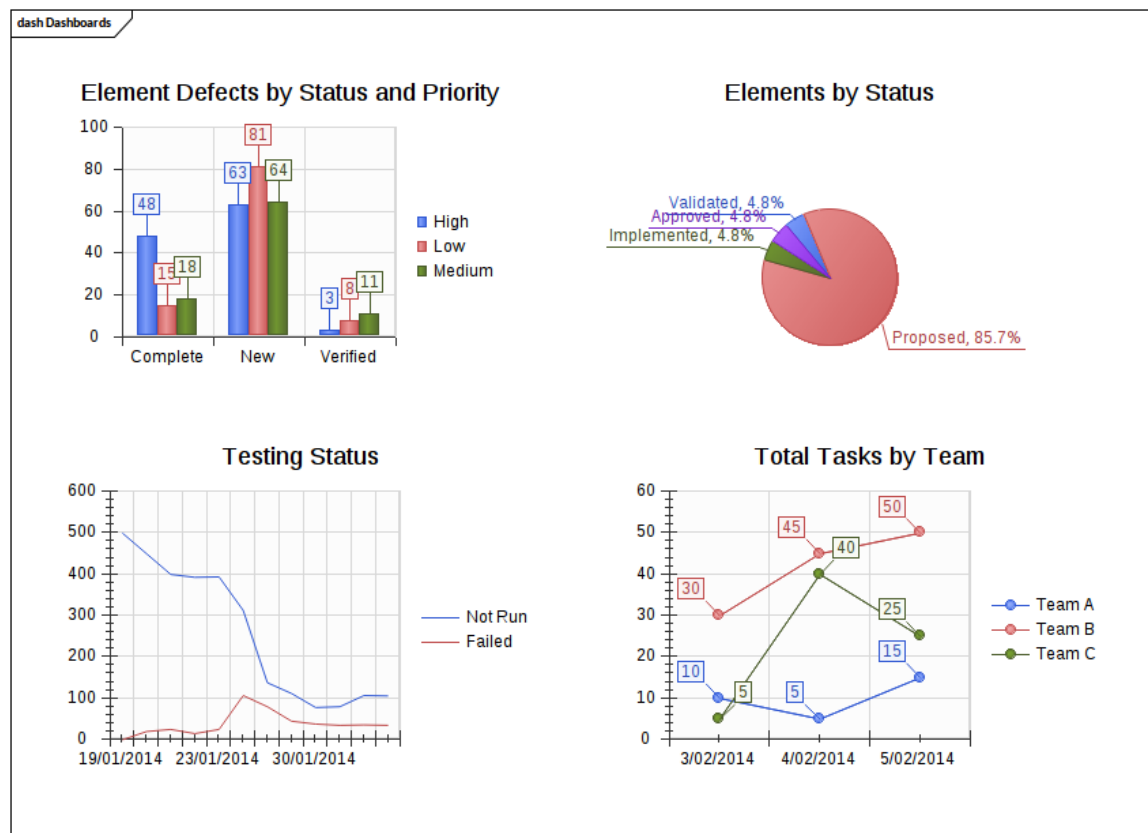 dash Dashboards
Element Defects by Status and Priority
100
80
60
40
20
0
48
15
18
63
81
64
3
8
11
Complete
New
Verified
High
Low
Medium
Elements by Status
Validated, 4.8%
Approved, 4.8%
Implemented, 4.8%
Proposed, 85.7%
Testing Status
600
500
400
300
200
100
0
19/01/2014
23/01/2014
30/01/2014
Not Run
Failed
Total Tasks by Team
60
50
40
30
20
10
0
30
45
50
10
5
15
5
40
25
3/02/2014
4/02/2014
5/02/2014
Team A
Team B
Team C